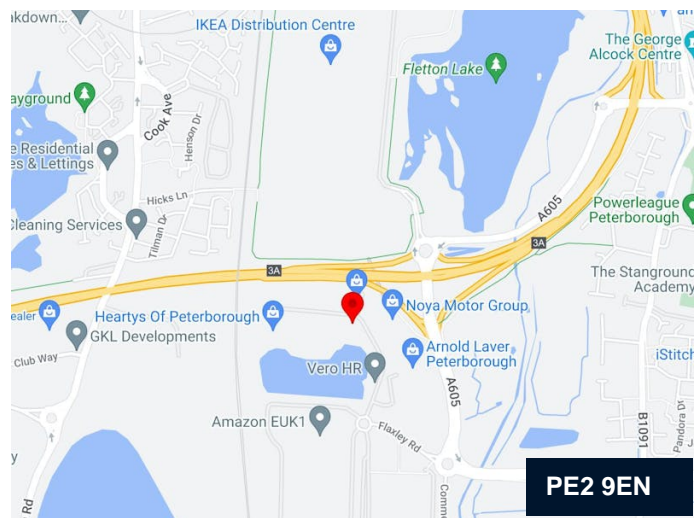 akdown...
IKEA Distribution Centre
The George
Alcock Centre
Fletton Lake
ayground
Cook Ave
Henson Dr
e Residential
es & Lettings
Hicks Ln
A605
Powerleague
Peterborough
Cleaning Services
Tilman Dr
3A
3A
The Stanground
Academy
ealer
Heartys Of Peterborough
Noya Motor Group
GKL Developments
Arnold Laver
Peterborough
iStitch
Club Way
Vero HR
A605
Pandora Dr
Amazon EUK1
Flaxley Rd
B1091
y
Rd
Comme
PE2 9EN